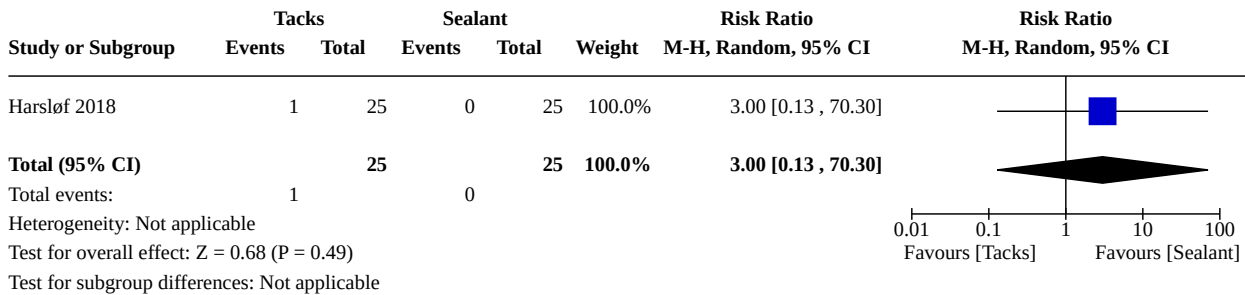 Tacks Sealant Risk Ratio Risk Ratio
Study or Subgroup Events Total Events Total Weight M-H, Random, 95% CI M-H, Random, 95% CI
Harsløf 2018 1 25 0 25 100.0% 3.00 [0.13 , 70.30]
Total (95% CI) 25 25 100.0% 3.00 [0.13 , 70.30]
Total events: 1 0
Heterogeneity: Not applicable
0.01 0.1 1 10 100
Test for overall effect: Z = 0.68 (P = 0.49) Favours [Tacks] Favours [Sealant]
Test for subgroup differences: Not applicable